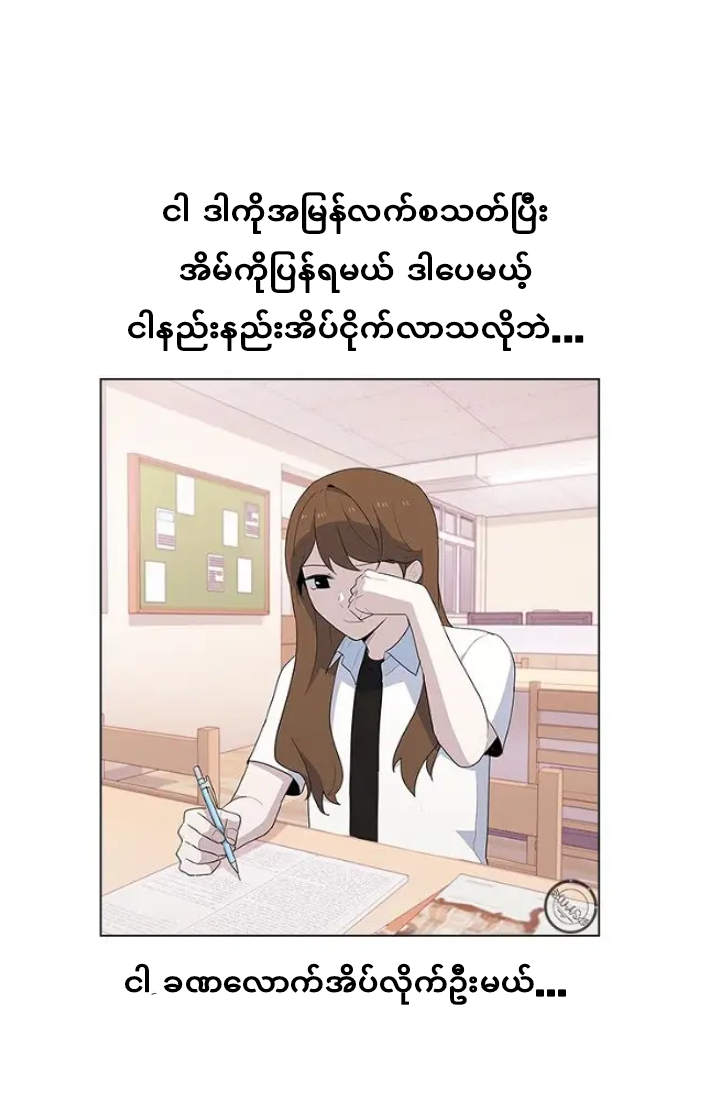 ငါ ဒါကိုအမြန်လက်စသတ်ပြီး
အိမ်ကိုပြန်ရမယ် ဒါပေမယ့်
ငါနည်းနည်းအိပ်ငိုက်လာသလိုဘဲ...
ငါ ခဏလောက်အိပ်လိုက်ဦးမယ်...